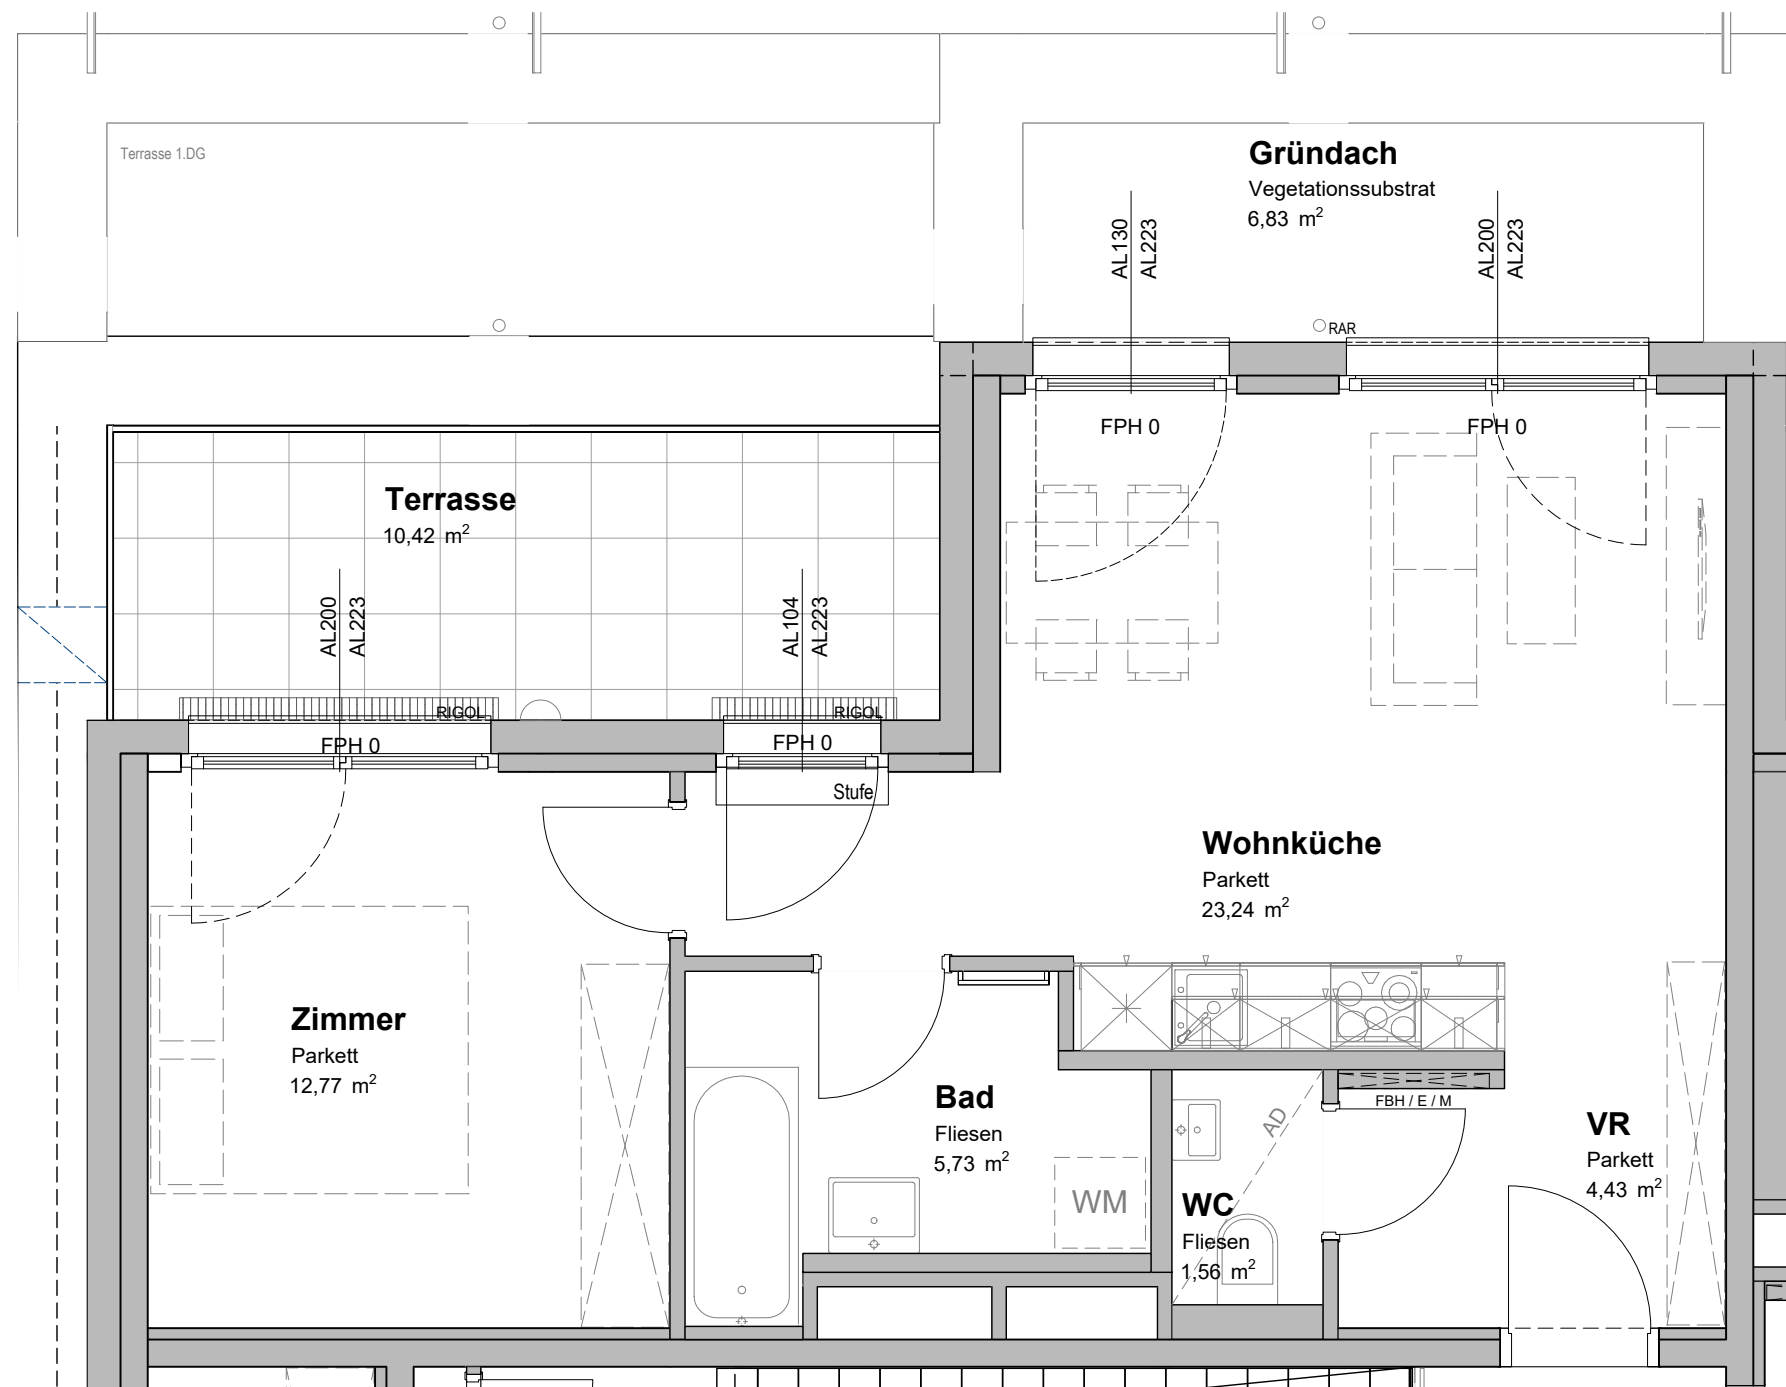 Terrasse 1.DG
Gründach
Vegetationssubstrat
6,83 m²
AL130
AL223
AL200
AL223
RAR
FPH 0
FPH 0
Terrasse
10,42 m²
AL200
AL223
AL104
AL223
RIGOL
RIGOL
FPH 0
FPH 0
Stufe
Wohnküche
Parkett
23,24 m²
Zimmer
Parkett
12,77 m²
Bad
Fliesen
5,73 m²
WM
AD
WC
Fliesen
1,56 m²
FBH / E / M
VR
Parkett
4,43 m²